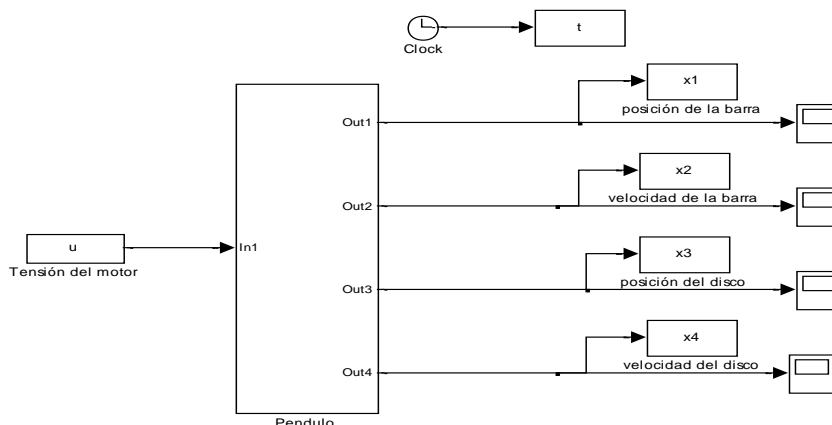 t
Clock
x1
posición de la barra
Out1
x2
velocidad de la barra
Out2
u
In1
Tensión del motor
x3
posición del disco
Out3
x4
velocidad del disco
Out4
Pendulo